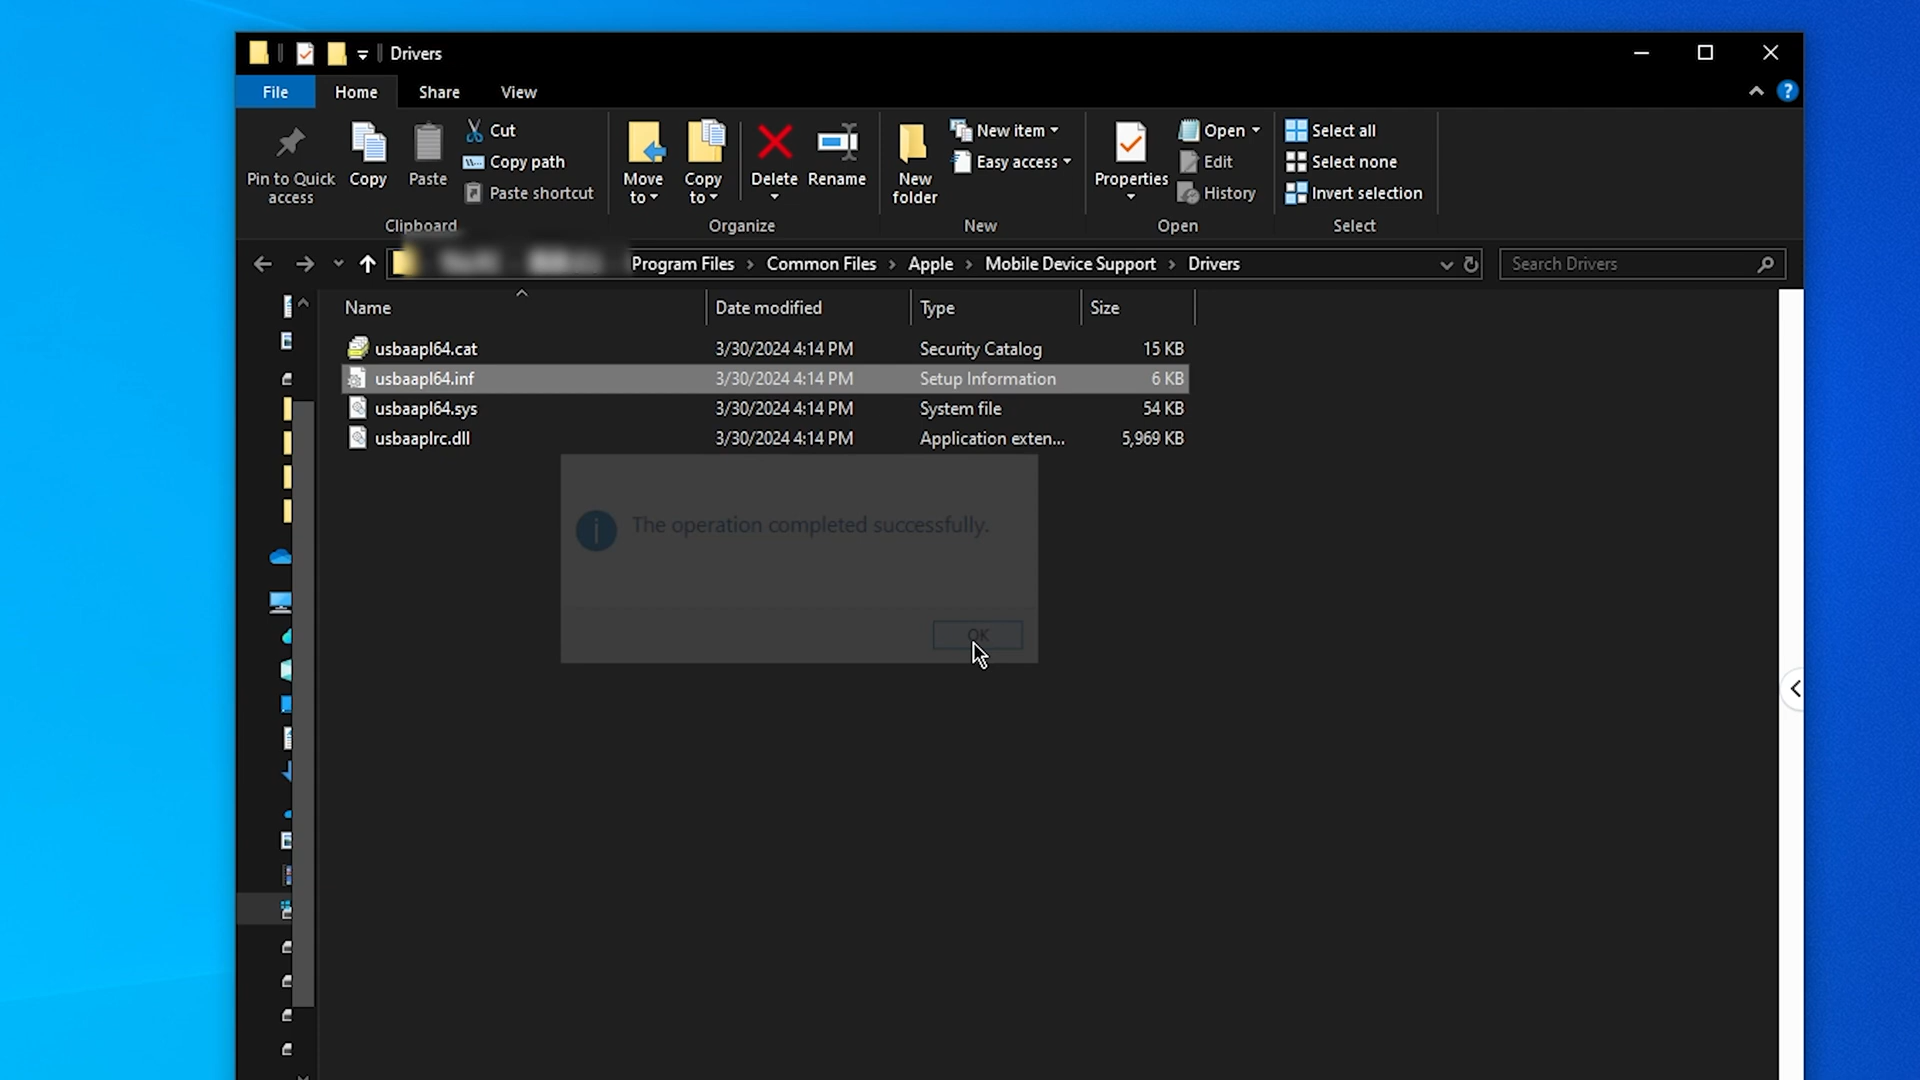 Drivers
File Home Share View
Pin to Quick access
Copy
Paste
Cut
Copy path
Paste shortcut
Clipboard
Move to
Copy to
Delete
Rename
Organize
New folder
New item
Easy access
New
Properties
Open
Edit
History
Open
Select all
Select none
Invert selection
Select
Program Files > Common Files > Apple > Mobile Device Support > Drivers
Search Drivers
Name Date modified Type Size
usbaapl64.cat 3/30/2024 4:14 PM Security Catalog 15 KB
usbaapl64.inf 3/30/2024 4:14 PM Setup Information 6 KB
usbaapl64.sys 3/30/2024 4:14 PM System file 54 KB
usbaaplrc.dll 3/30/2024 4:14 PM Application exten... 5,969 KB
The operation completed successfully.
OK